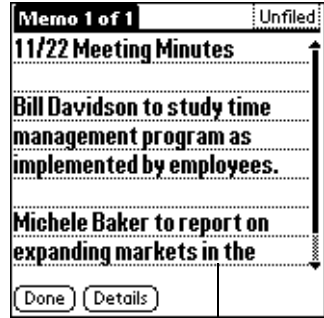 Memo 1 of 1 Unfiled
11/22 Meeting Minutes
Bill Davidson to study time
management program as
implemented by employees.
Michele Baker to report on
expanding markets in the
Done Details